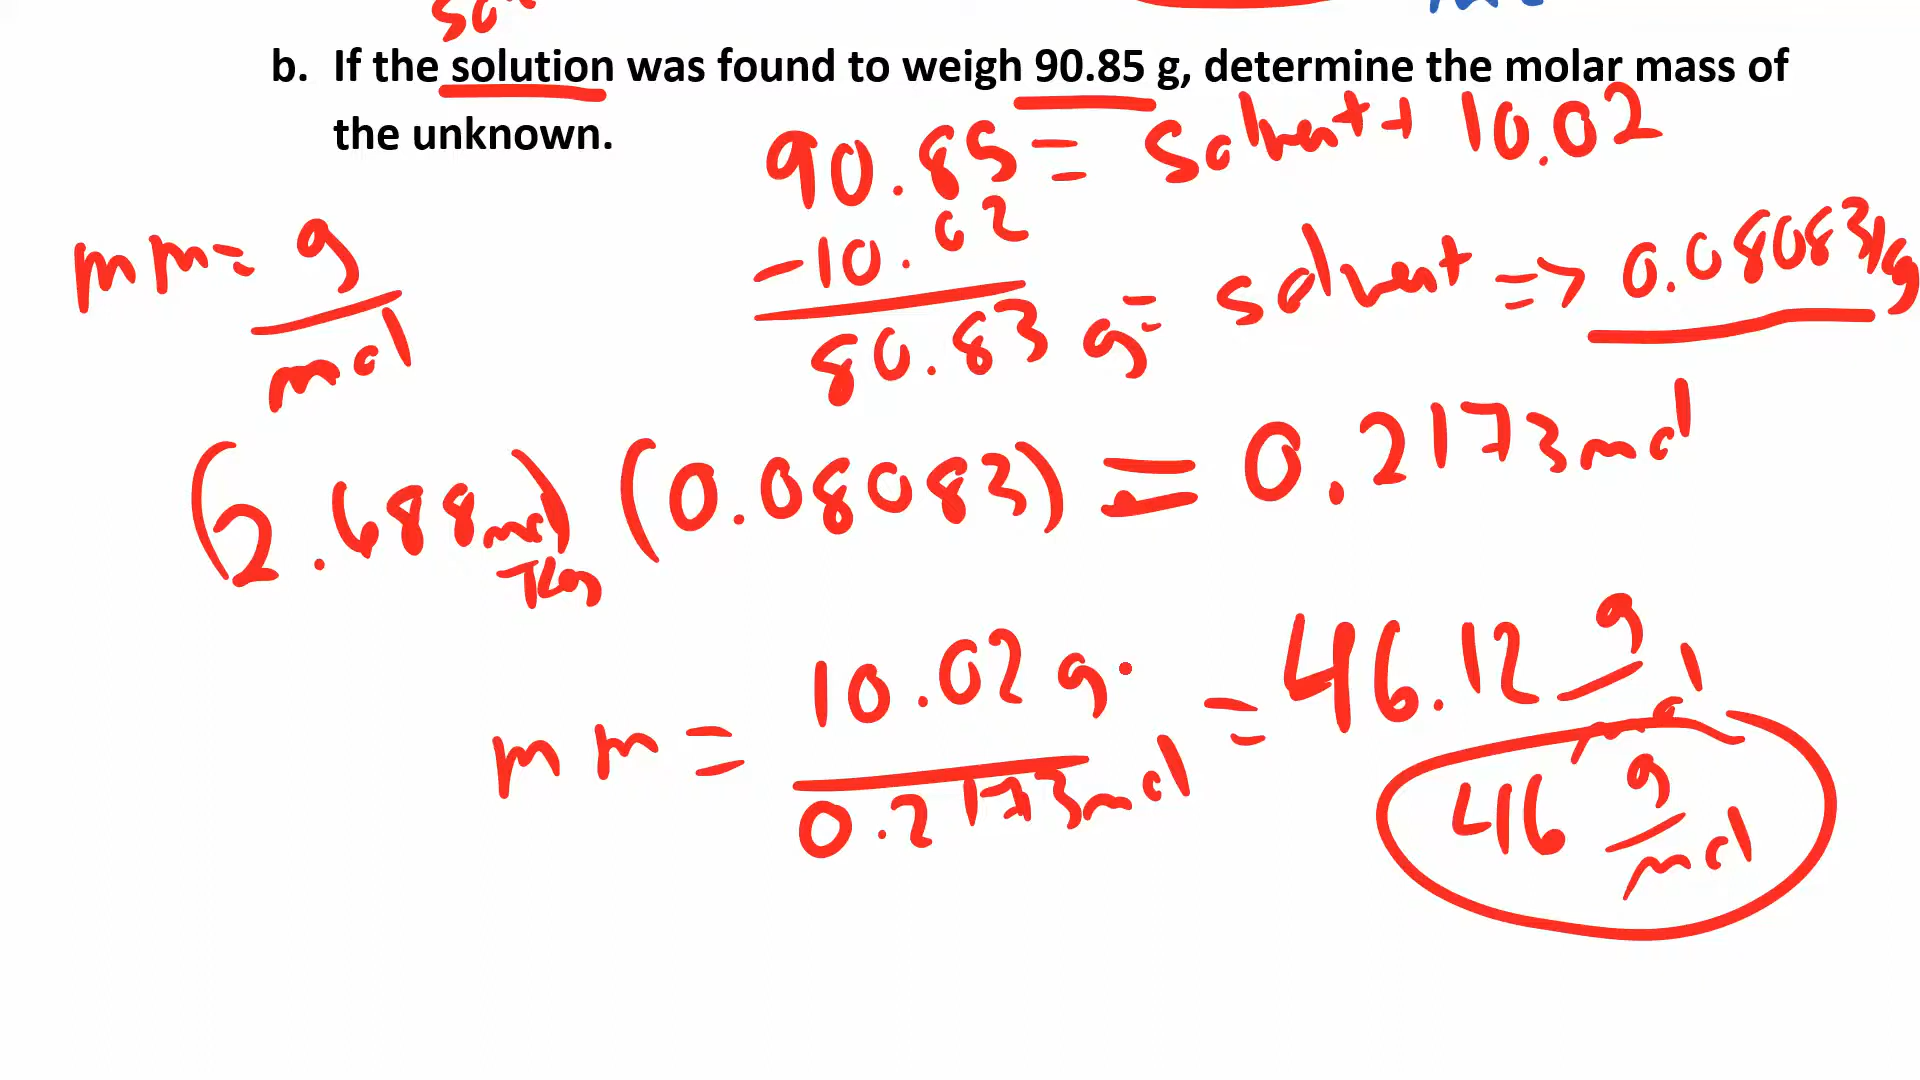 b. If the solution was found to weigh 90.85 g, determine the molar mass of
the unknown.
90.85 = solvent + 10.02
-10.02
80.83 g = solvent => 0.08083 kg
mm = g
mol
(2.688 mol) (0.08083) = 0.2173 mol
kg
mm = 10.02 g = 46.12 g
0.2173 mol mol
46 g
mol